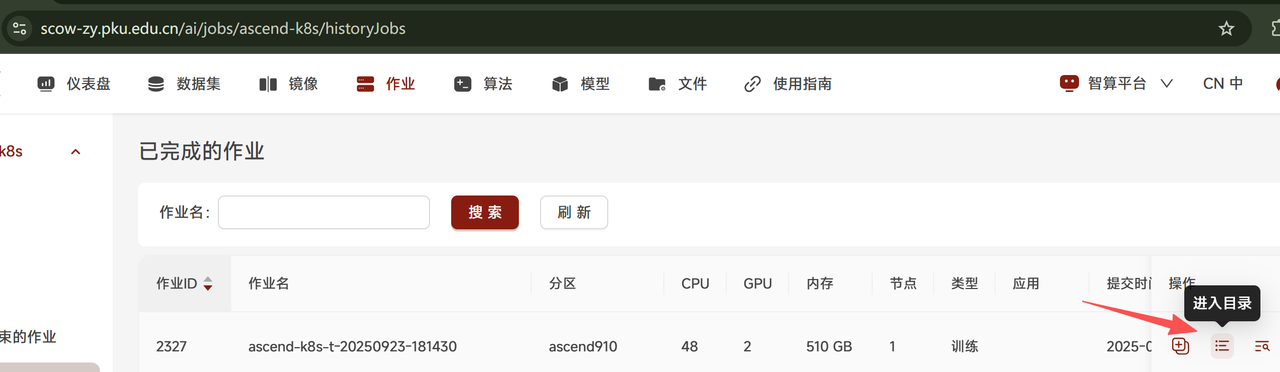 scow-zy.pku.edu.cn/ai/jobs/ascend-k8s/historyJobs
仪表盘 数据集 镜像 作业 算法 模型 文件 使用指南 智算平台 CN 中
k8s
已完成的作业
作业名: 搜 索 刷 新
作业ID 作业名 分区 CPU GPU 内存 节点 类型 应用 提交时间 操作
进入目录
束的作业
2327 ascend-k8s-t-20250923-181430 ascend910 48 2 510 GB 1 训练 2025-0